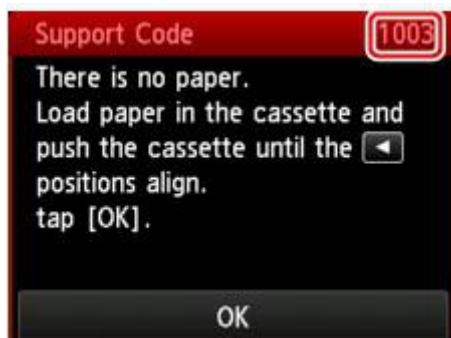 Support Code 1003
There is no paper.
Load paper in the cassette and
push the cassette until the ◀
positions align.
tap [OK].
OK